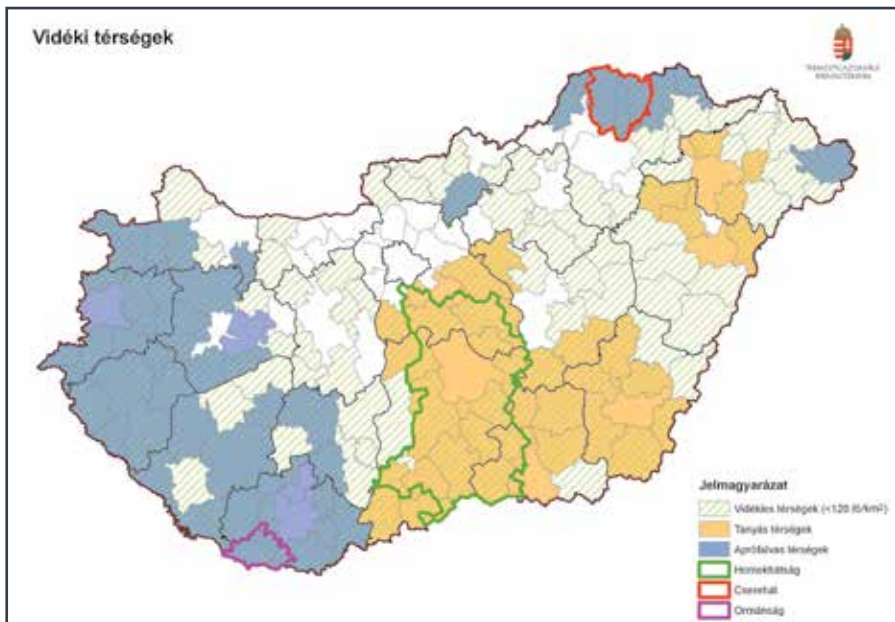 Vidéki térségek
Jelmagyarázat
Vidékies térségek (<120 fő/km²)
Tanyás térségek
Aprófalvas térségek
Homokhátság
Cserehát
Ormánság